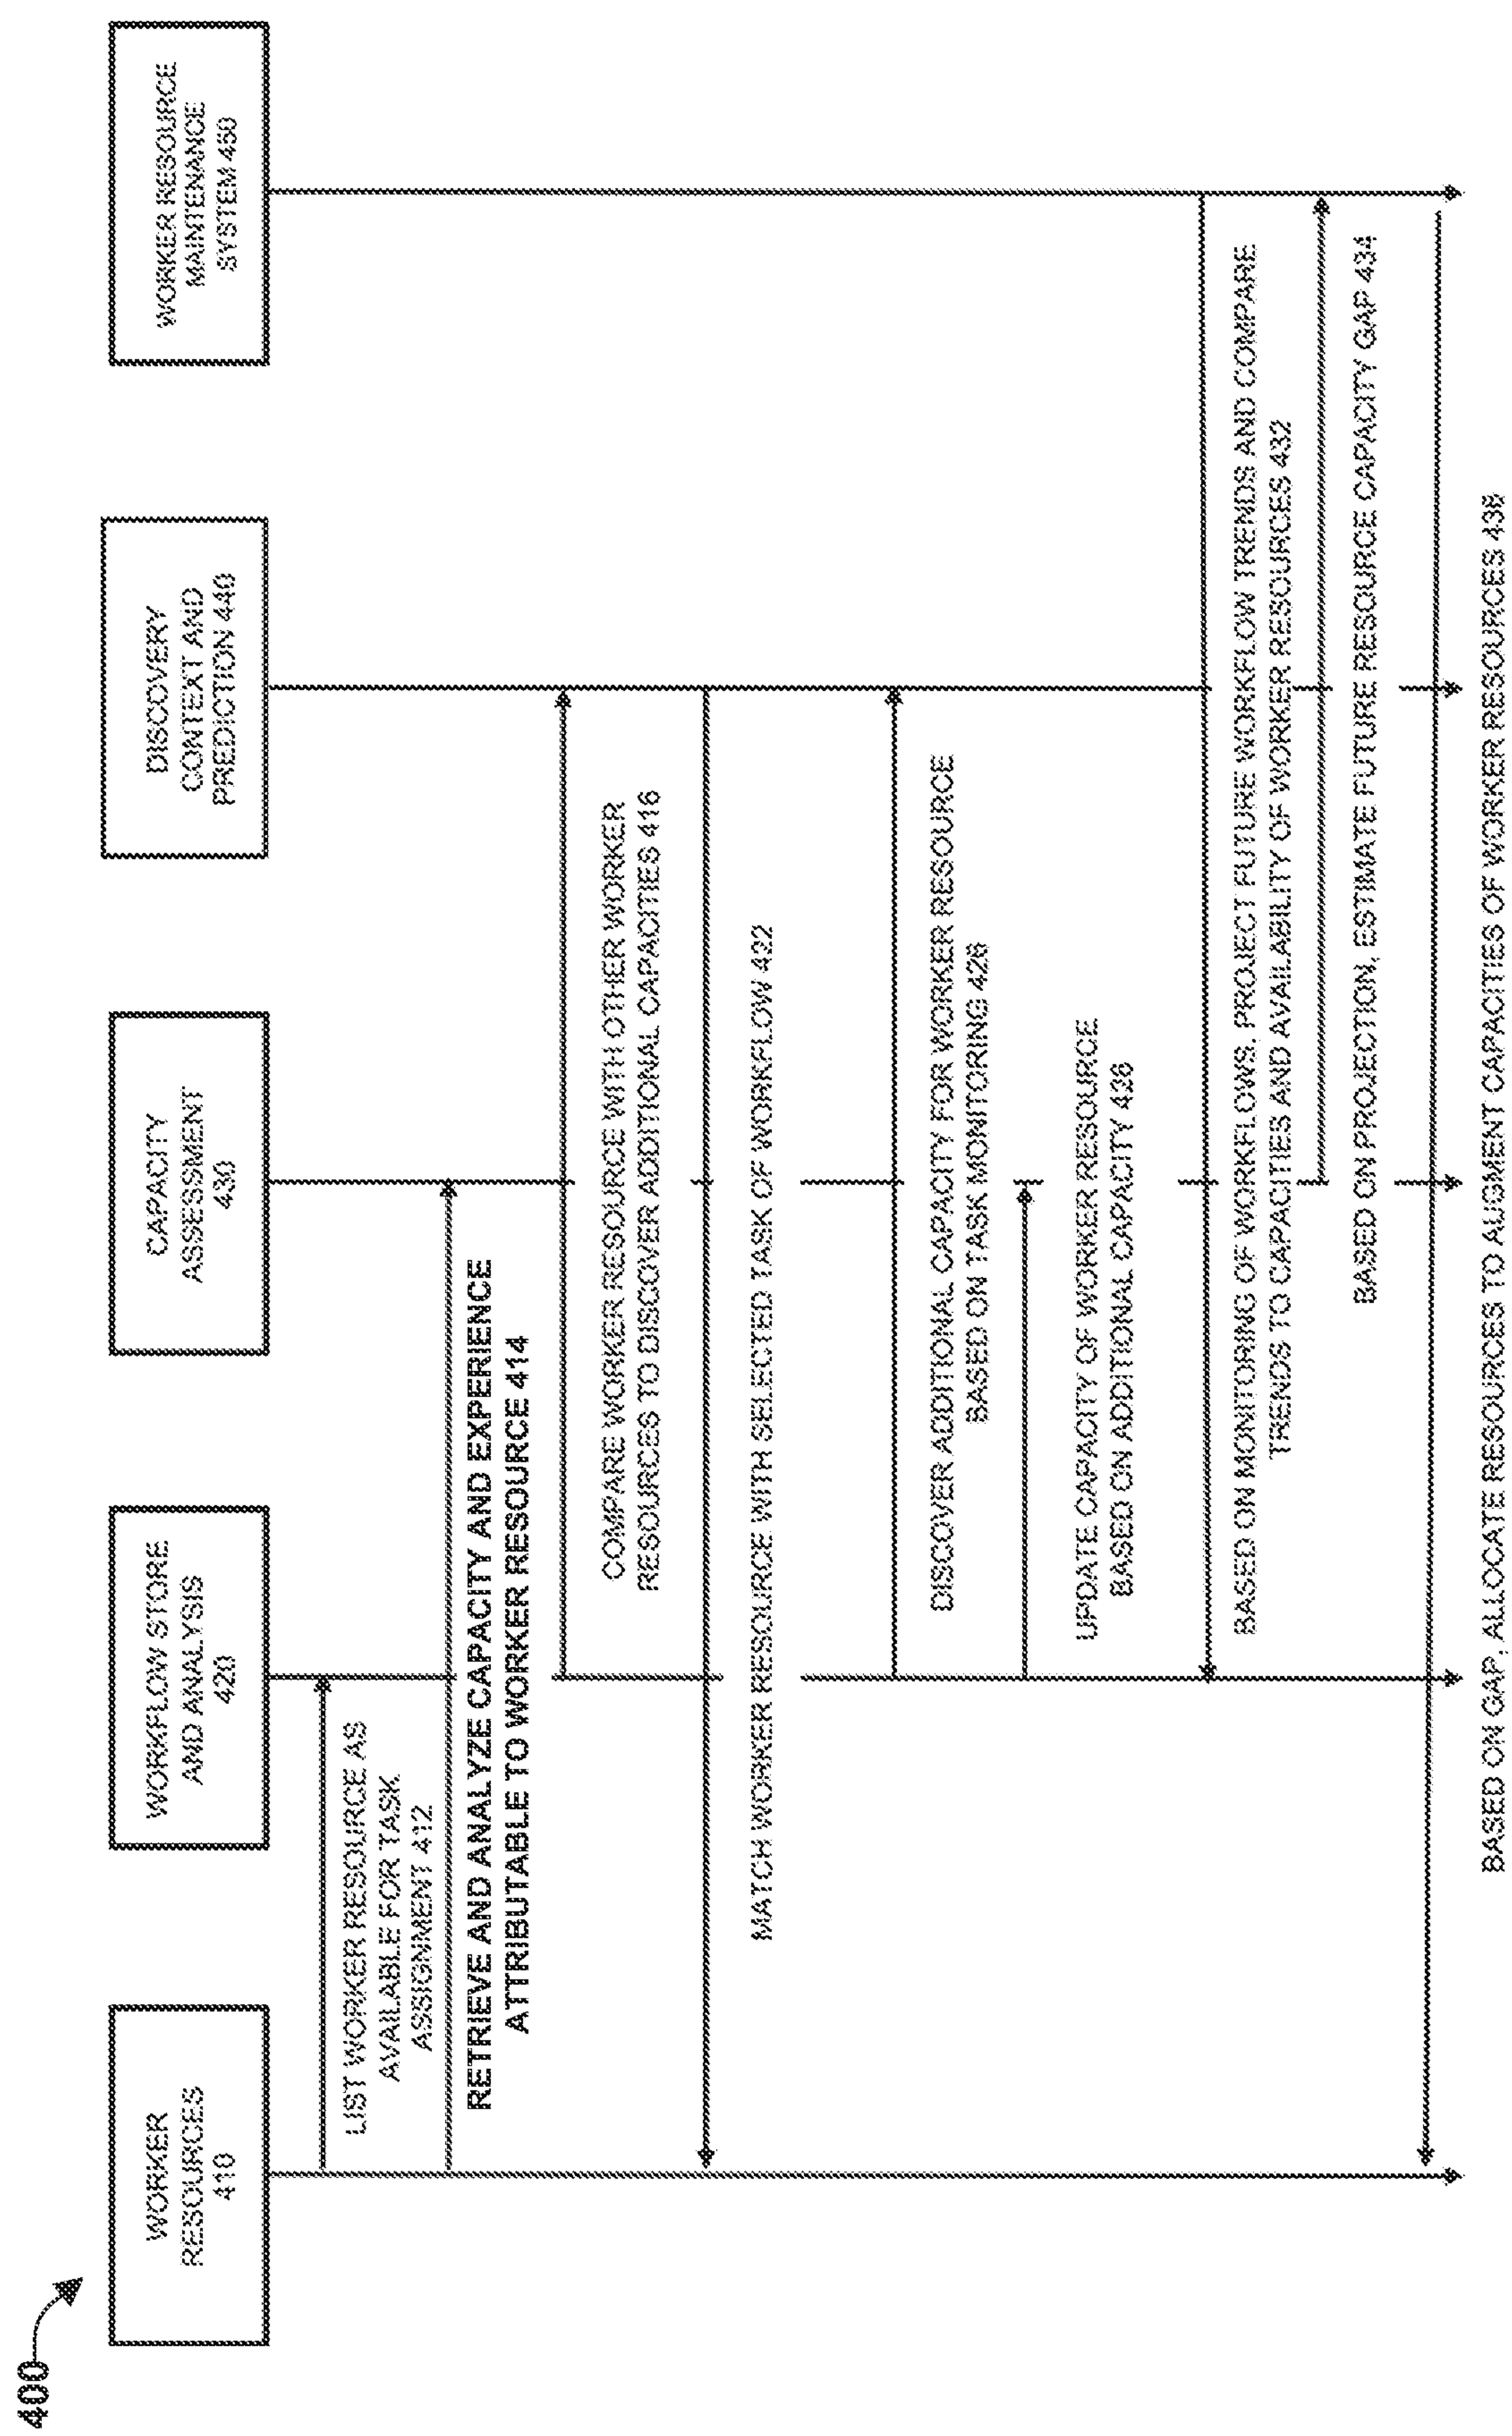 400
WORKER
RESOURCES
410
WORKFLOW STORE
AND ANALYSIS
420
CAPACITY
ASSESSMENT
430
DISCOVERY
CONTEXT AND
PREDICTION 440
WORKER RESOURCE
MAINTENANCE
SYSTEM 450
LIST WORKER RESOURCE AS
AVAILABLE FOR TASK
ASSIGNMENT 412
RETRIEVE AND ANALYZE CAPACITY AND EXPERIENCE
ATTRIBUTABLE TO WORKER RESOURCE 414
COMPARE WORKER RESOURCE WITH OTHER WORKER
RESOURCES TO DISCOVER ADDITIONAL CAPACITIES 416
MATCH WORKER RESOURCE WITH SELECTED TASK OF WORKFLOW 422
DISCOVER ADDITIONAL CAPACITY FOR WORKER RESOURCE
BASED ON TASK MONITORING 426
UPDATE CAPACITY OF WORKER RESOURCE
BASED ON ADDITIONAL CAPACITY 436
BASED ON MONITORING OF WORKFLOWS, PROJECT FUTURE WORKFLOW TRENDS AND COMPARE
TRENDS TO CAPACITIES AND AVAILABILITY OF WORKER RESOURCES 432
BASED ON PROJECTION, ESTIMATE FUTURE RESOURCE CAPACITY GAP 434
BASED ON GAP, ALLOCATE RESOURCES TO AUGMENT CAPACITIES OF WORKER RESOURCES